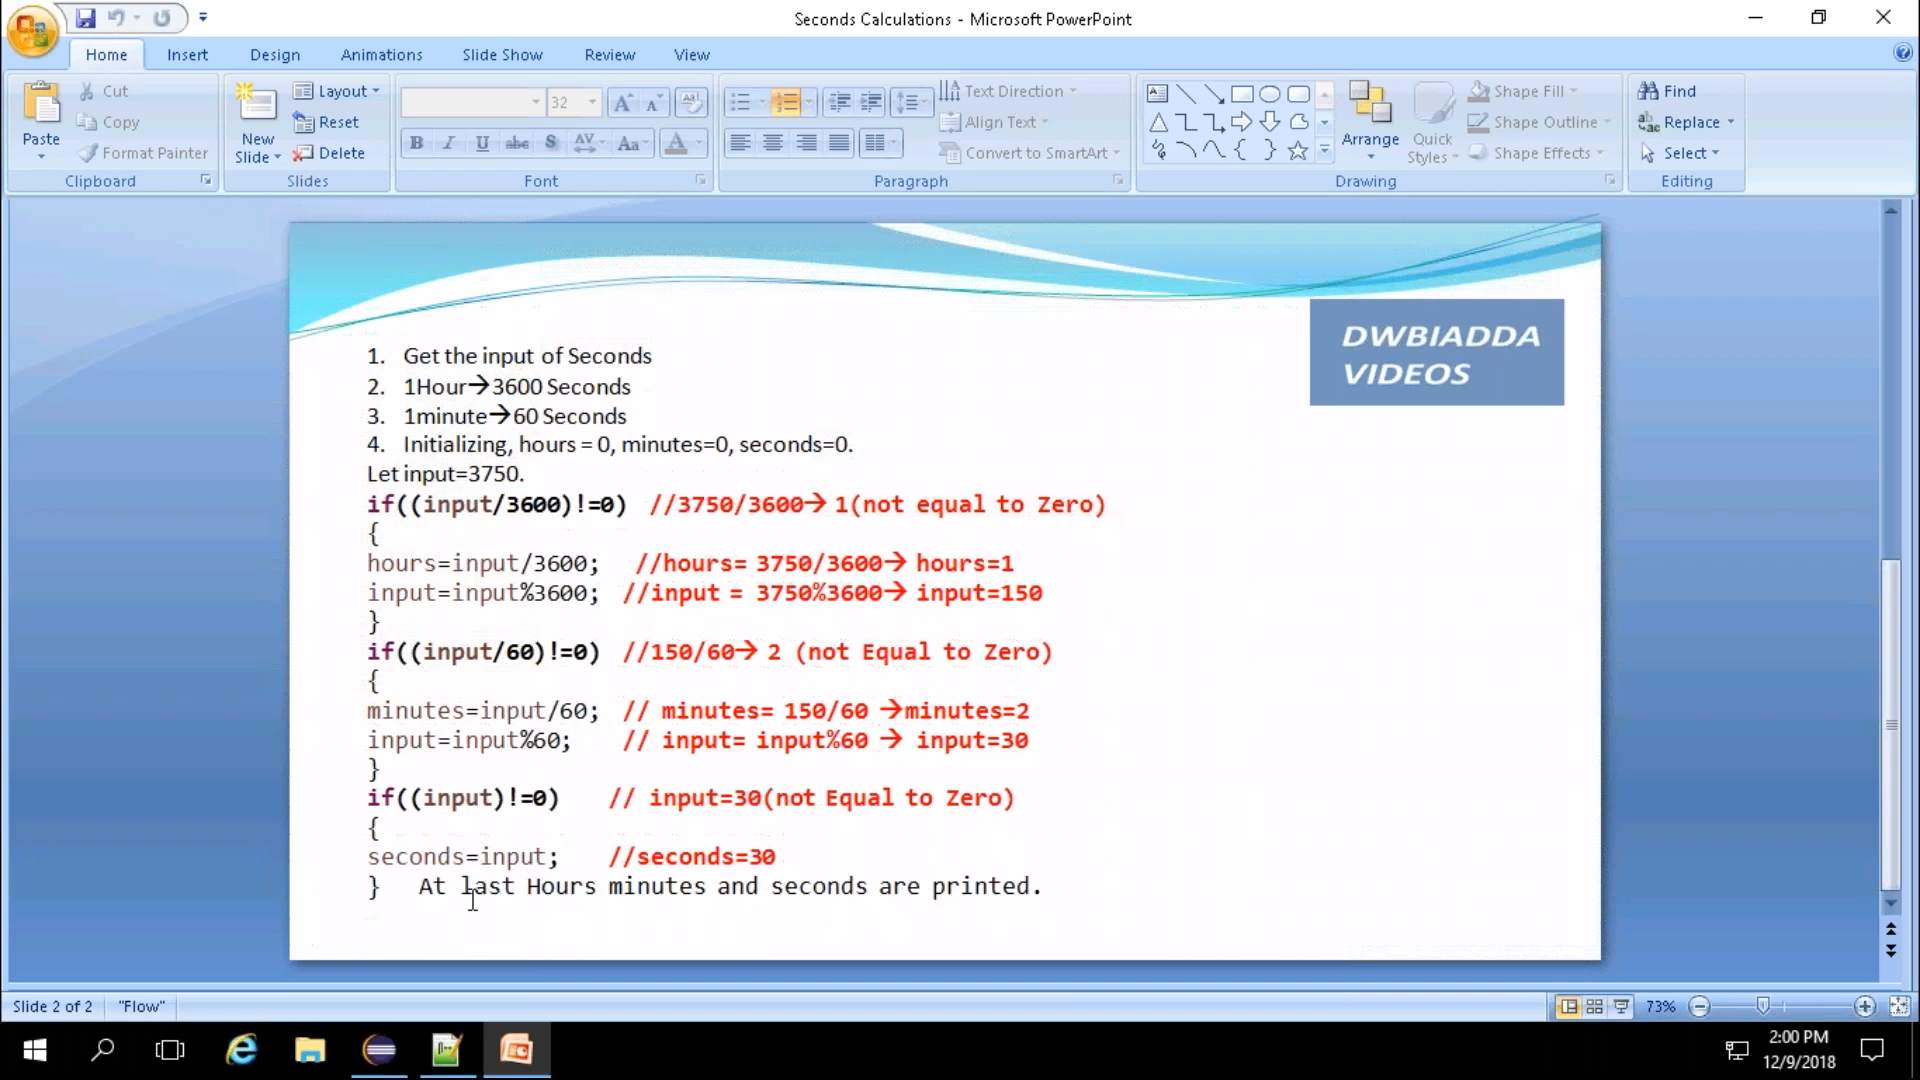 Seconds Calculations - Microsoft PowerPoint
Home Insert Design Animations Slide Show Review View
Paste
Cut
Copy
Format Painter
Clipboard
New Slide
Layout
Reset
Delete
Slides
32
B I U abc S AV Aa A
Font
Text Direction
Align Text
Convert to SmartArt
Paragraph
Arrange
Quick Styles
Shape Fill
Shape Outline
Shape Effects
Drawing
Find
Replace
Select
Editing
DWBIADDA
VIDEOS
1. Get the input of Seconds
2. 1Hour→3600 Seconds
3. 1minute→60 Seconds
4. Initializing, hours = 0, minutes=0, seconds=0.
Let input=3750.
if((input/3600)!=0) //3750/3600→ 1(not equal to Zero)
{
hours=input/3600; //hours= 3750/3600→ hours=1
input=input%3600; //input = 3750%3600→ input=150
}
if((input/60)!=0) //150/60→ 2 (not Equal to Zero)
{
minutes=input/60; // minutes= 150/60 →minutes=2
input=input%60; // input= input%60 → input=30
}
if((input)!=0) // input=30(not Equal to Zero)
{
seconds=input; //seconds=30
} At last Hours minutes and seconds are printed.
Slide 2 of 2 "Flow" 73%
2:00 PM
12/9/2018